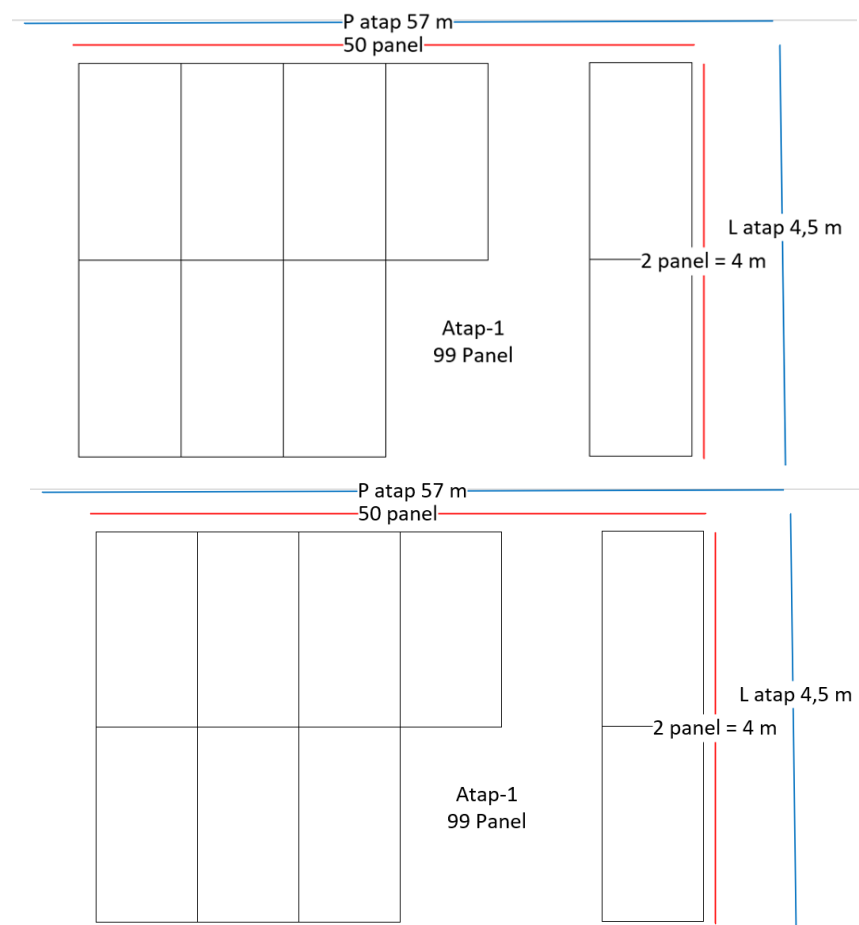 P atap 57 m
50 panel
L atap 4,5 m
2 panel = 4 m
Atap-1
99 Panel
P atap 57 m
50 panel
L atap 4,5 m
2 panel = 4 m
Atap-1
99 Panel